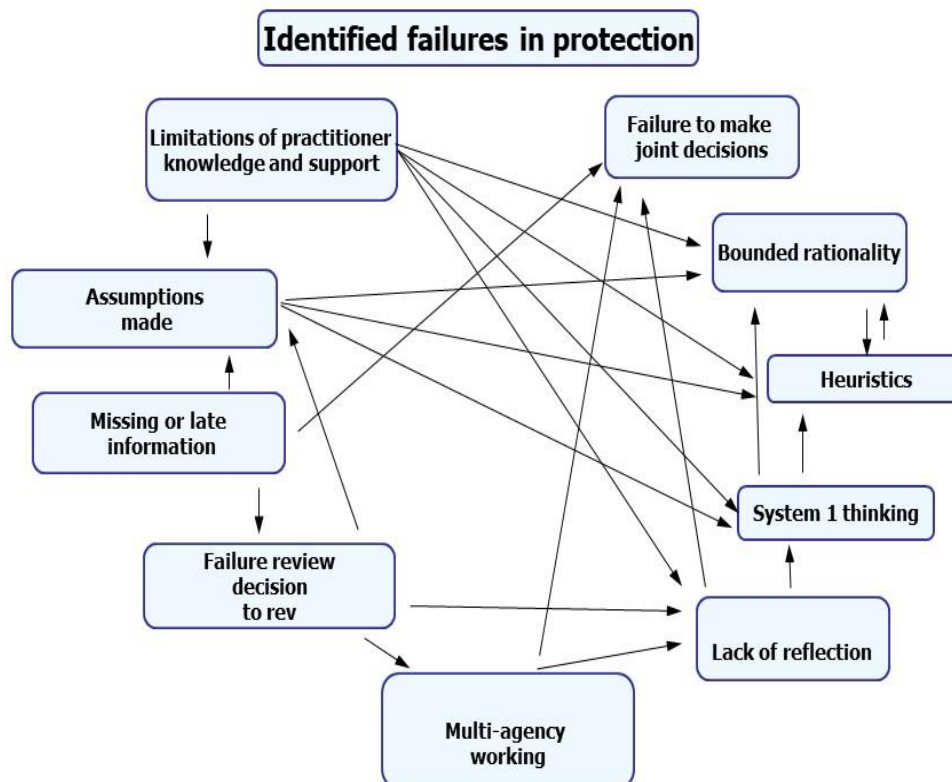 Identified failures in protection
Limitations of practitioner
knowledge and support
Failure to make
joint decisions
Bounded rationality
Assumptions
made
Heuristics
Missing or late
information
System 1 thinking
Failure review
decision
to rev
Lack of reflection
Multi-agency
working